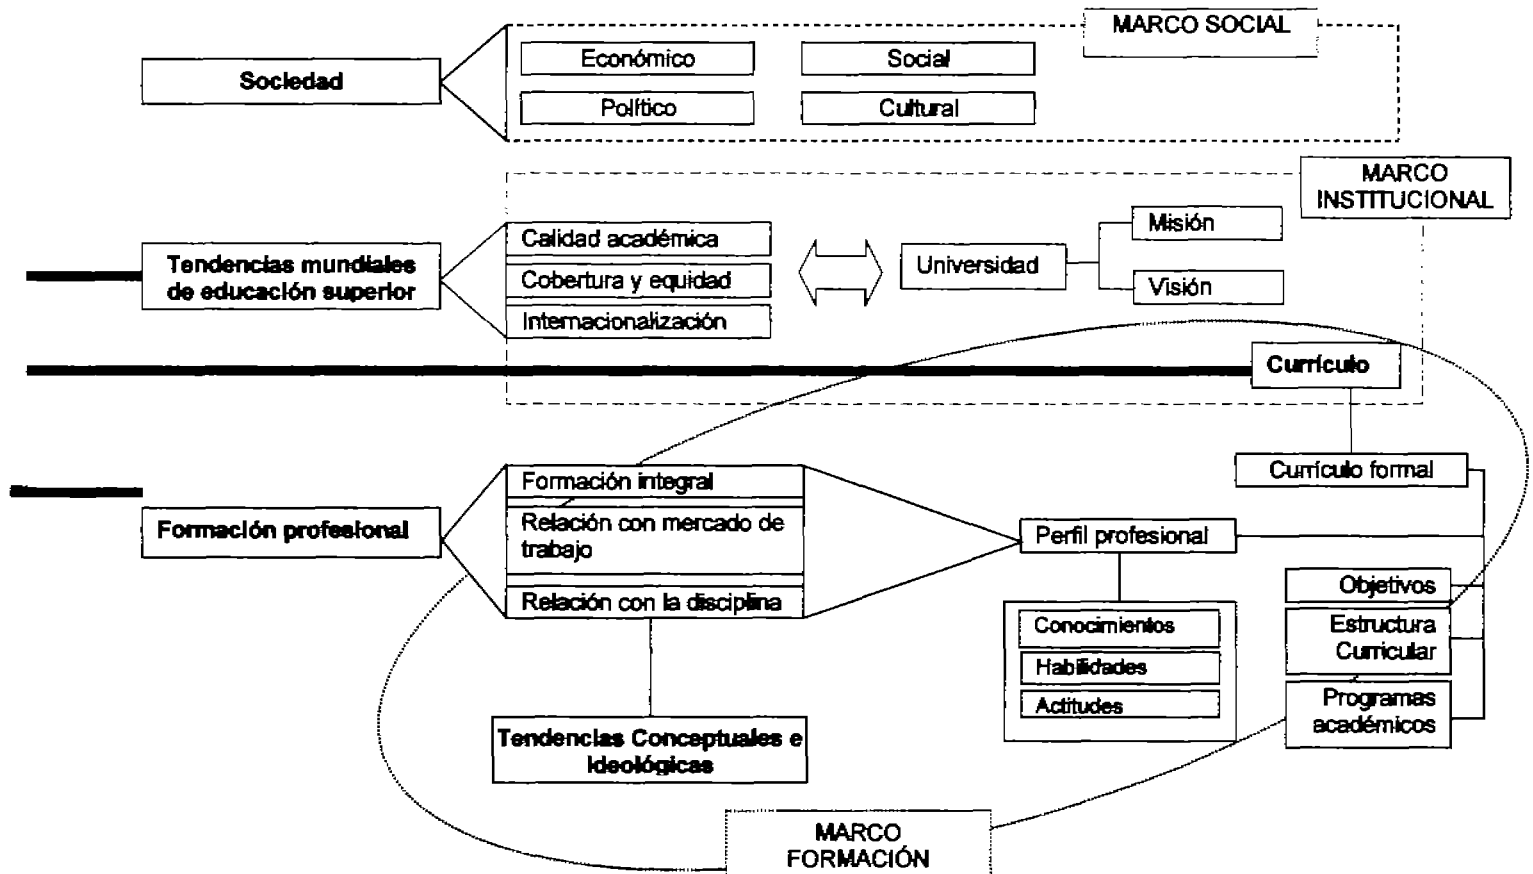 MARCO SOCIAL
Económico
Social
Sociedad
Político
Cultural
MARCO
INSTITUCIONAL
Misión
Calidad académica
Tendencias mundiales
de educación superior
Cobertura y equidad
Universidad
Visión
Internacionalización
Currículo
Currículo formal
Formación integral
Formación profesional
Relación con mercado de
trabajo
Perfil profesional
Relación con la disciplina
Objetivos
Conocimientos
Estructura
Curricular
Habilidades
Actitudes
Programas
académicos
Tendencias Conceptuales e
Ideológicas
MARCO
FORMACIÓN